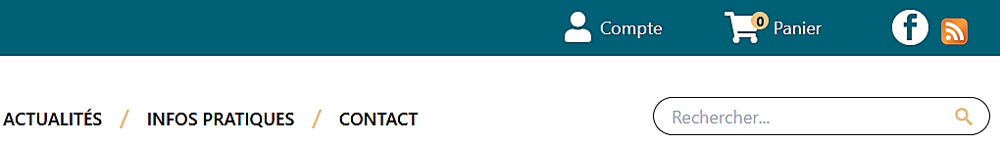 Compte 0 Panier
ACTUALITÉS / INFOS PRATIQUES / CONTACT Rechercher...